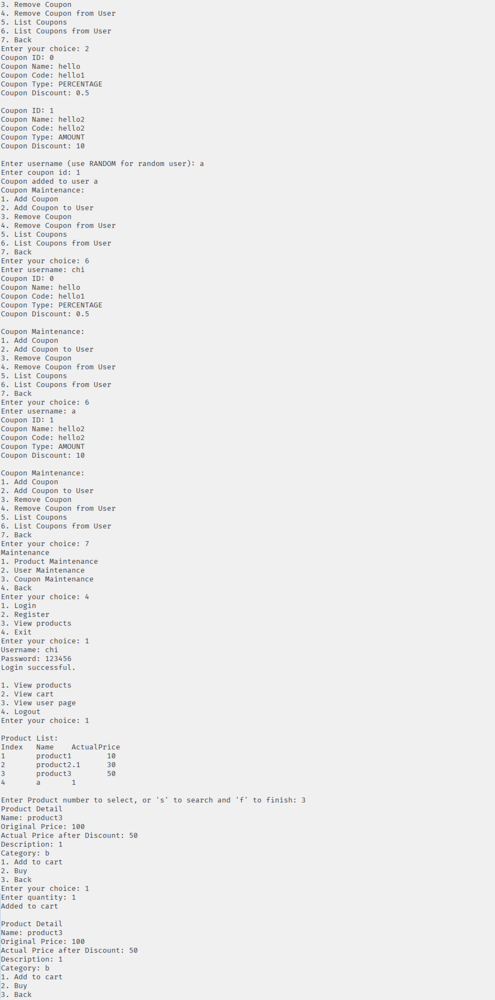 3. Remove Coupon
4. Remove Coupon from User
5. List Coupons
6. List Coupons from User
7. Back
Enter your choice: 2
Coupon ID: 0
Coupon Name: hello
Coupon Code: hello1
Coupon Type: PERCENTAGE
Coupon Discount: 0.5

Coupon ID: 1
Coupon Name: hello2
Coupon Code: hello2
Coupon Type: AMOUNT
Coupon Discount: 10

Enter username (use RANDOM for random user): a
Enter coupon id: 1
Coupon added to user a
Coupon Maintenance:
1. Add Coupon
2. Add Coupon to User
3. Remove Coupon
4. Remove Coupon from User
5. List Coupons
6. List Coupons from User
7. Back
Enter your choice: 6
Enter username: chi
Coupon ID: 0
Coupon Name: hello
Coupon Code: hello1
Coupon Type: PERCENTAGE
Coupon Discount: 0.5

Coupon Maintenance:
1. Add Coupon
2. Add Coupon to User
3. Remove Coupon
4. Remove Coupon from User
5. List Coupons
6. List Coupons from User
7. Back
Enter your choice: 6
Enter username: a
Coupon ID: 1
Coupon Name: hello2
Coupon Code: hello2
Coupon Type: AMOUNT
Coupon Discount: 10

Coupon Maintenance:
1. Add Coupon
2. Add Coupon to User
3. Remove Coupon
4. Remove Coupon from User
5. List Coupons
6. List Coupons from User
7. Back
Enter your choice: 7
Maintenance
1. Product Maintenance
2. User Maintenance
3. Coupon Maintenance
4. Back
Enter your choice: 4
1. Login
2. Register
3. View products
4. Exit
Enter your choice: 1
Username: chi
Password: 123456
Login successful.

1. View products
2. View cart
3. View user page
4. Logout
Enter your choice: 1

Product List:
Index   Name    ActualPrice
1       product1        10
2       product2.1      30
3       product3        50
4       a       1

Enter Product number to select, or 's' to search and 'f' to finish: 3
Product Detail
Name: product3
Original Price: 100
Actual Price after Discount: 50
Description: 1
Category: b
1. Add to cart
2. Buy
3. Back
Enter your choice: 1
Enter quantity: 1
Added to cart

Product Detail
Name: product3
Original Price: 100
Actual Price after Discount: 50
Description: 1
Category: b
1. Add to cart
2. Buy
3. Back